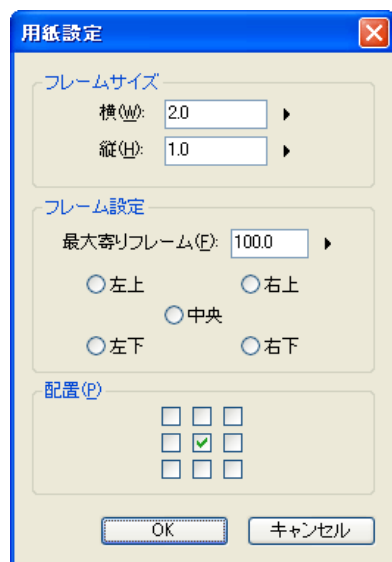 用紙設定
フレームサイズ
横(W): 2.0
縦(H): 1.0
フレーム設定
最大寄りフレーム(F): 100.0
左上 右上
中央
左下 右下
配置(P)
OK キャンセル